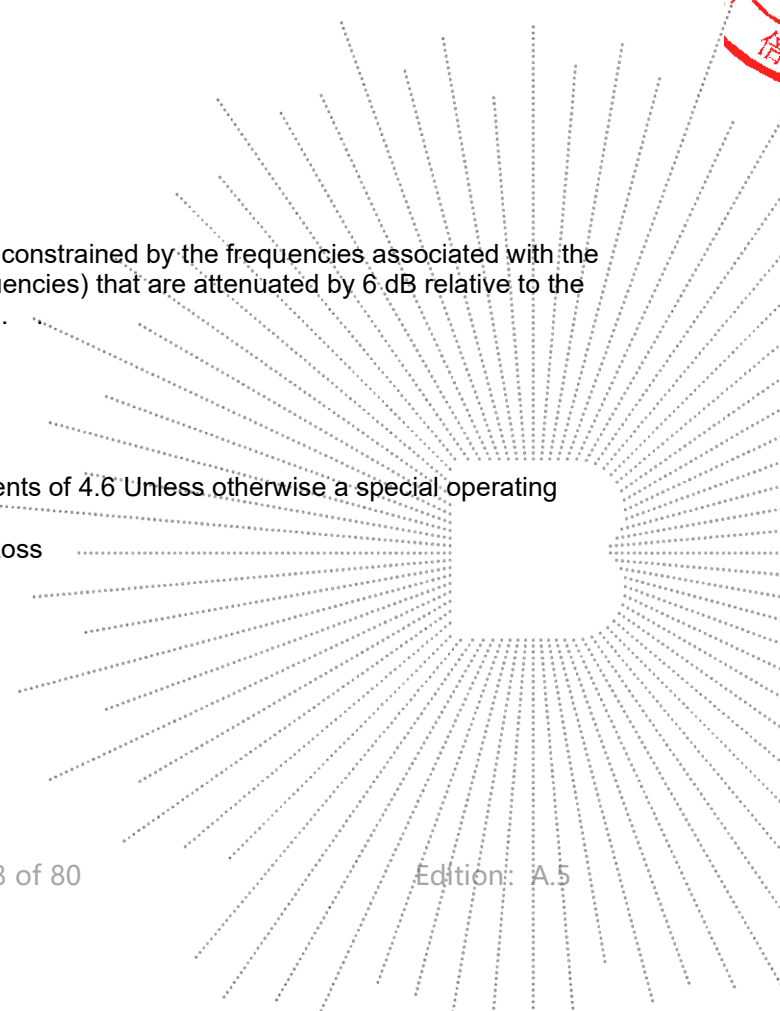 constrained by the frequencies associated with the
uencies) that are attenuated by 6 dB relative to the
.
ents of 4.6 Unless otherwise a special operating
oss
of 80 Edition: A.5